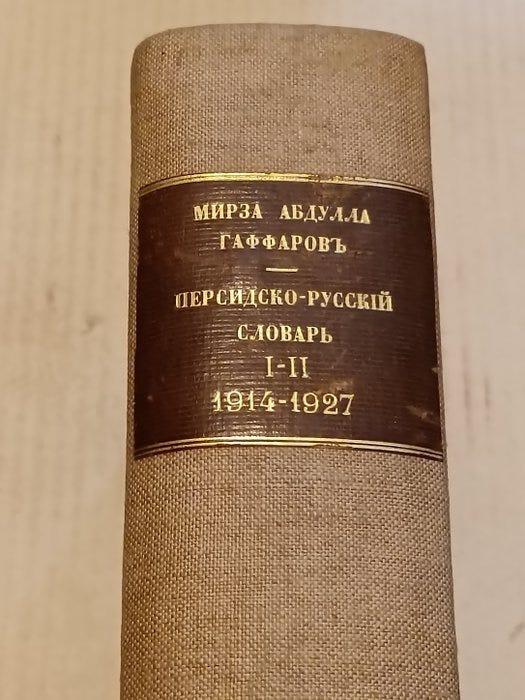 МИРЗА АБДУЛЛА
ГАФФАРОВЪ
ПЕРСИДСКО-РУССКІЙ
СЛОВАРЬ
I-II
1914-1927